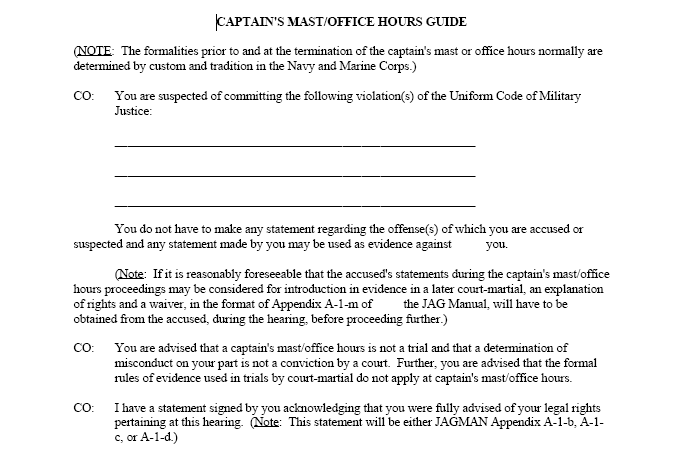 CAPTAIN'S MAST/OFFICE HOURS GUIDE
(NOTE:  The formalities prior to and at the termination of the captain's mast or office hours normally are
determined by custom and tradition in the Navy and Marine Corps.)
CO: You are suspected of committing the following violation(s) of the Uniform Code of Military
Justice:
You do not have to make any statement regarding the offense(s) of which you are accused or
suspected and any statement made by you may be used as evidence against you.
(Note:  If it is reasonably foreseeable that the accused's statements during the captain's mast/office
hours proceedings may be considered for introduction in evidence in a later court-martial, an explanation
of rights and a waiver, in the format of Appendix A-1-m of the JAG Manual, will have to be
obtained from the accused, during the hearing, before proceeding further.)
CO: You are advised that a captain's mast/office hours is not a trial and that a determination of
misconduct on your part is not a conviction by a court.  Further, you are advised that the formal
rules of evidence used in trials by court-martial do not apply at captain's mast/office hours.
CO: I have a statement signed by you acknowledging that you were fully advised of your legal rights
pertaining at this hearing.  (Note:  This statement will be either JAGMAN Appendix A-1-b, A-1-
c, or A-1-d.)